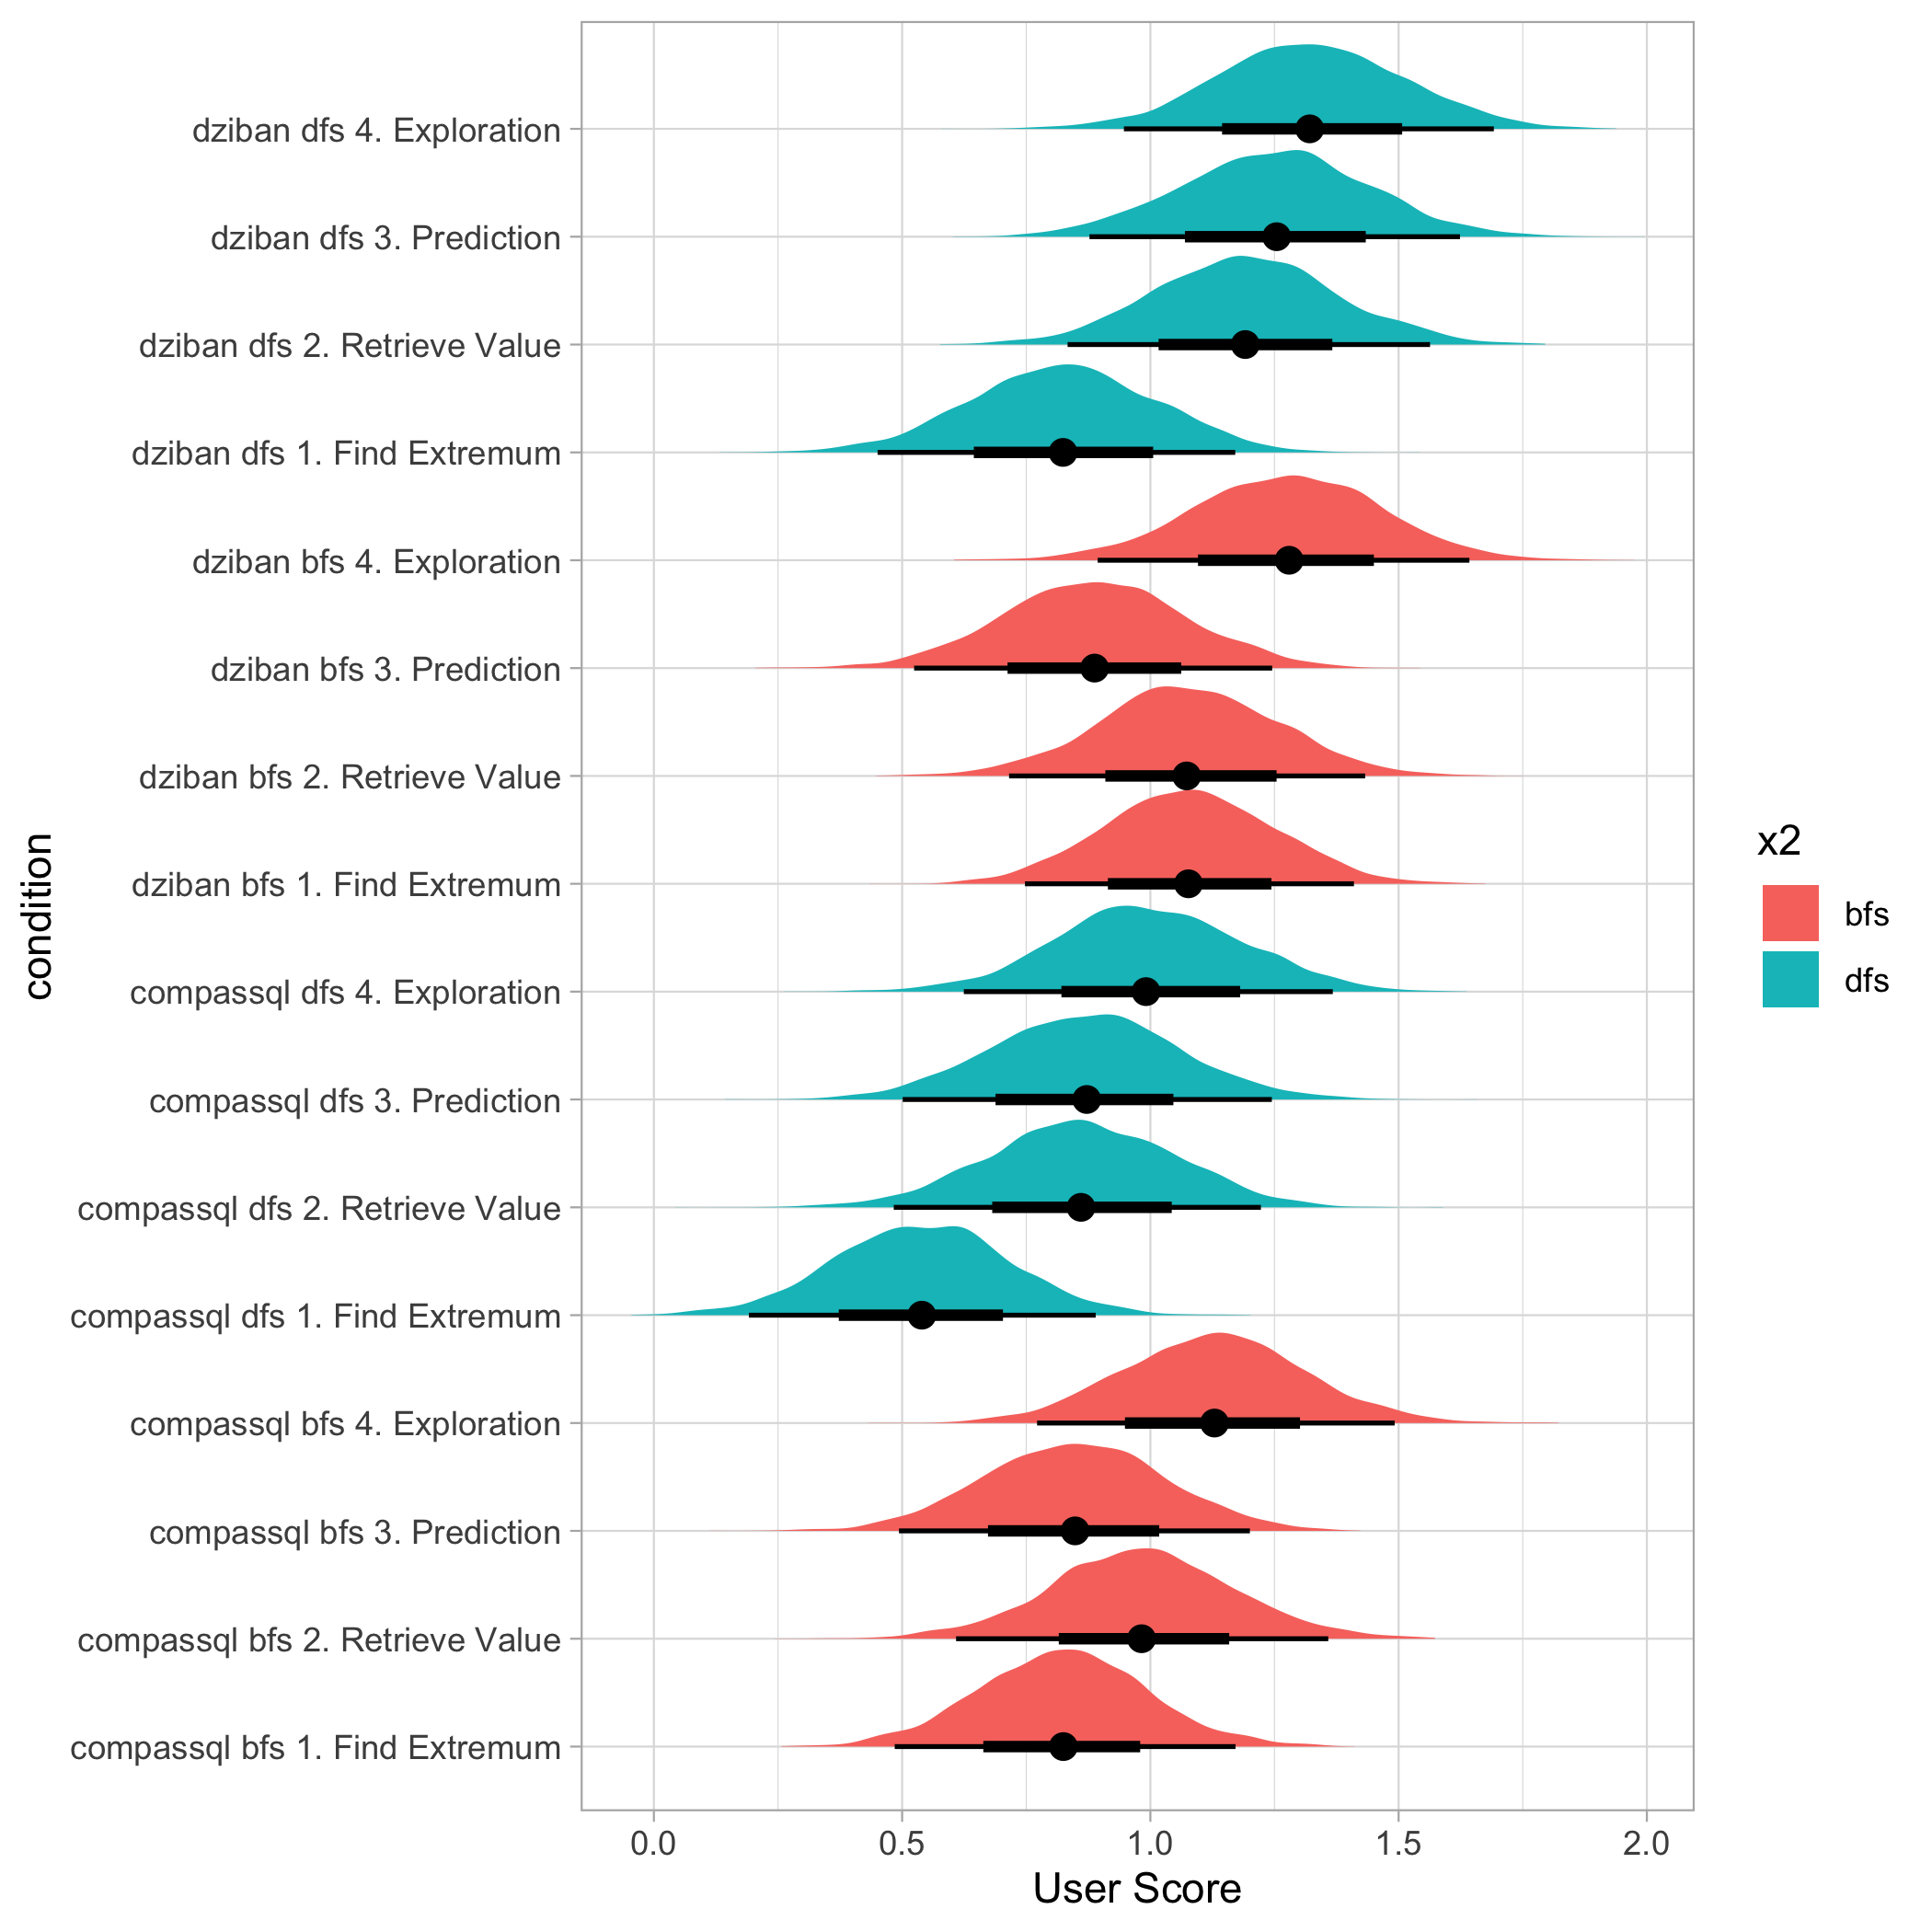 dziban dfs 4. Exploration
dziban dfs 3. Prediction
dziban dfs 2. Retrieve Value
dziban dfs 1. Find Extremum
dziban bfs 4. Exploration
dziban bfs 3. Prediction
dziban bfs 2. Retrieve Value
dziban bfs 1. Find Extremum
compassql dfs 4. Exploration
compassql dfs 3. Prediction
compassql dfs 2. Retrieve Value
compassql dfs 1. Find Extremum
compassql bfs 4. Exploration
compassql bfs 3. Prediction
compassql bfs 2. Retrieve Value
compassql bfs 1. Find Extremum
condition
0.0 0.5 1.0 1.5 2.0
User Score
x2
bfs
dfs